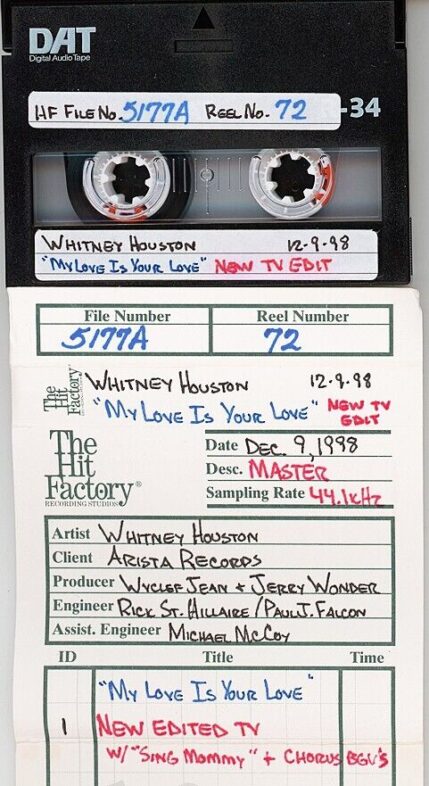 DAT
Digital Audio Tape
HF FILE NO. 5177A REEL NO. 72
-34
WHITNEY HOUSTON 12-9-98
"MY LOVE IS YOUR LOVE" NEW TV EDIT
File Number Reel Number
5177A 72
The Hit Factory
WHITNEY HOUSTON 12-9-98
"MY LOVE IS YOUR LOVE" NEW TV EDIT
The
Hit
Factory®
RECORDING STUDIOS
Date DEC. 9, 1998
Desc. MASTER
Sampling Rate 44.1KHZ
Artist WHITNEY HOUSTON
Client ARISTA RECORDS
Producer WYCLEF JEAN + JERRY WONDER
Engineer RICK ST. HILLAIRE / PAUL J. FALCON
Assist. Engineer MICHAEL MCCOY
ID Title Time
"MY LOVE IS YOUR LOVE"
1 NEW EDITED TV
W/ "SING MOMMY" + CHORUS BGV'S